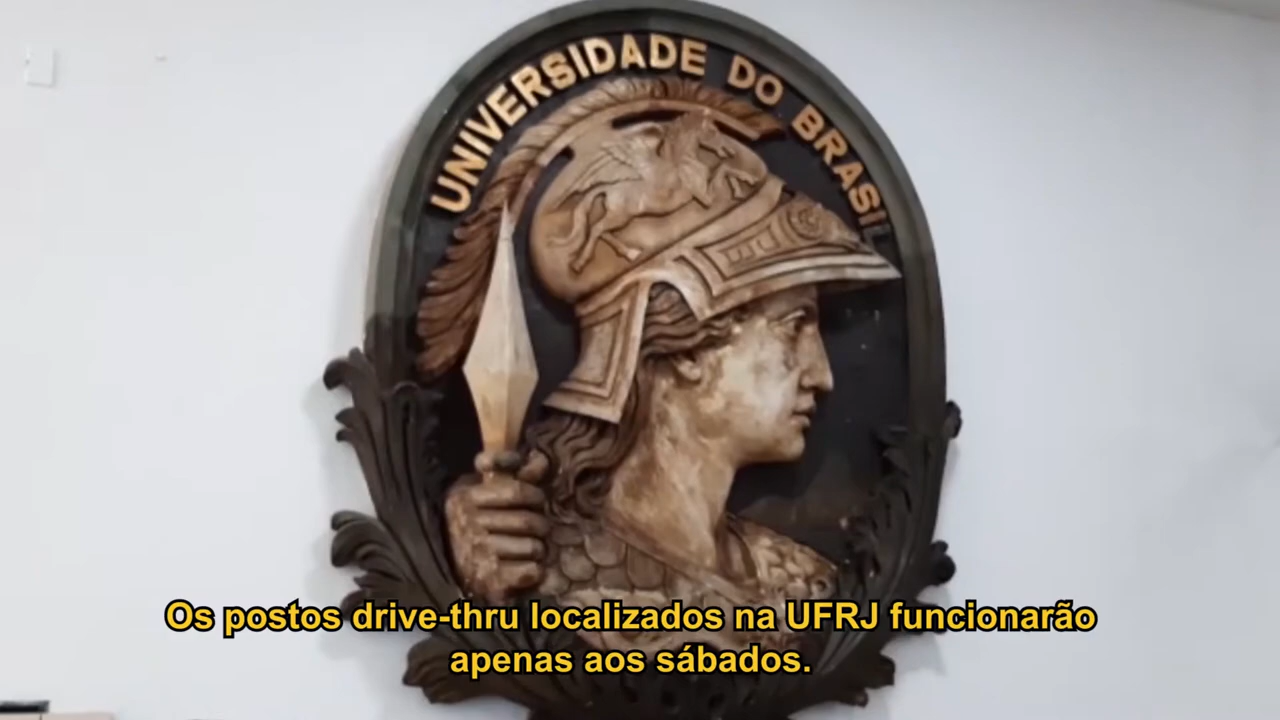 UNIVERSIDADE DO BRASIL
Os postos drive-thru localizados na UFRJ funcionarão
apenas aos sábados.